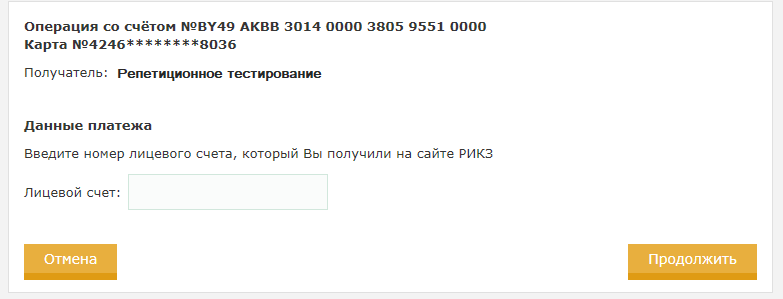 Операция со счётом №BY49 AKBB 3014 0000 3805 9551 0000
Карта №4246********8036
Получатель: Репетиционное тестирование
Данные платежа
Введите номер лицевого счета, который Вы получили на сайте РИКЗ
Лицевой счет:
Отмена Продолжить